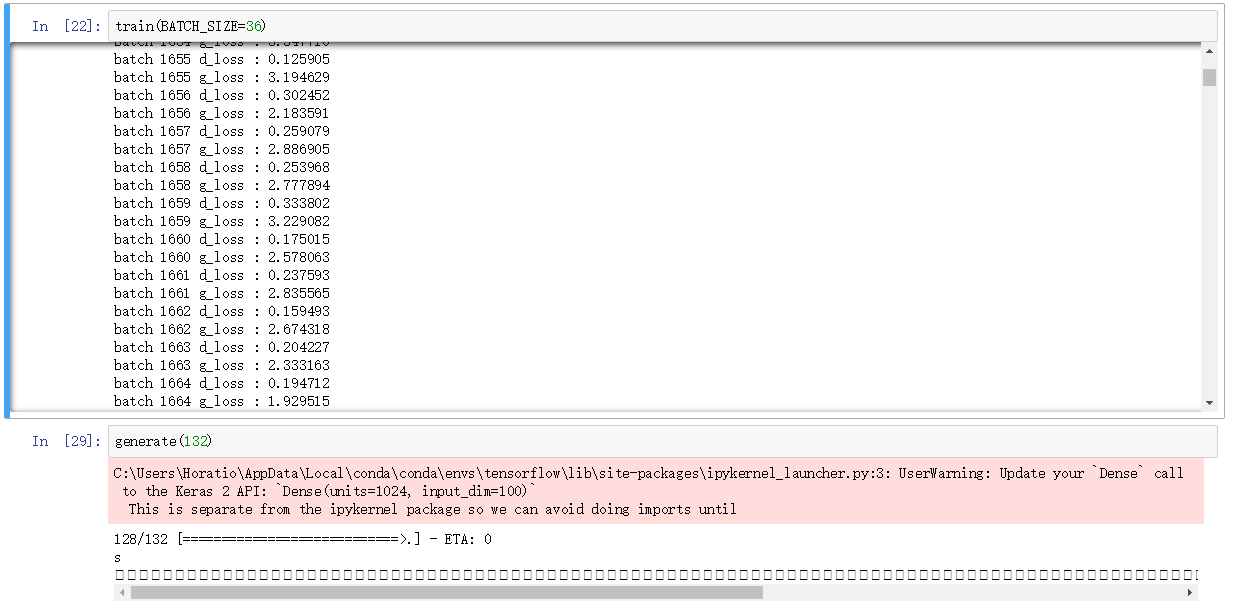 In [22]: train(BATCH_SIZE=36)
batch 1654 g_loss : 3.347710
batch 1655 d_loss : 0.125905
batch 1655 g_loss : 3.194629
batch 1656 d_loss : 0.302452
batch 1656 g_loss : 2.183591
batch 1657 d_loss : 0.259079
batch 1657 g_loss : 2.886905
batch 1658 d_loss : 0.253968
batch 1658 g_loss : 2.777894
batch 1659 d_loss : 0.333802
batch 1659 g_loss : 3.229082
batch 1660 d_loss : 0.175015
batch 1660 g_loss : 2.578063
batch 1661 d_loss : 0.237593
batch 1661 g_loss : 2.835565
batch 1662 d_loss : 0.159493
batch 1662 g_loss : 2.674318
batch 1663 d_loss : 0.204227
batch 1663 g_loss : 2.333163
batch 1664 d_loss : 0.194712
batch 1664 g_loss : 1.929515
In [29]: generate(132)
C:\Users\Horatio\AppData\Local\conda\conda\envs\tensorflow\lib\site-packages\ipykernel_launcher.py:3: UserWarning: Update your `Dense` call
to the Keras 2 API: `Dense(units=1024, input_dim=100)`
This is separate from the ipykernel package so we can avoid doing imports until
128/132 [===========================>.] - ETA: 0
s